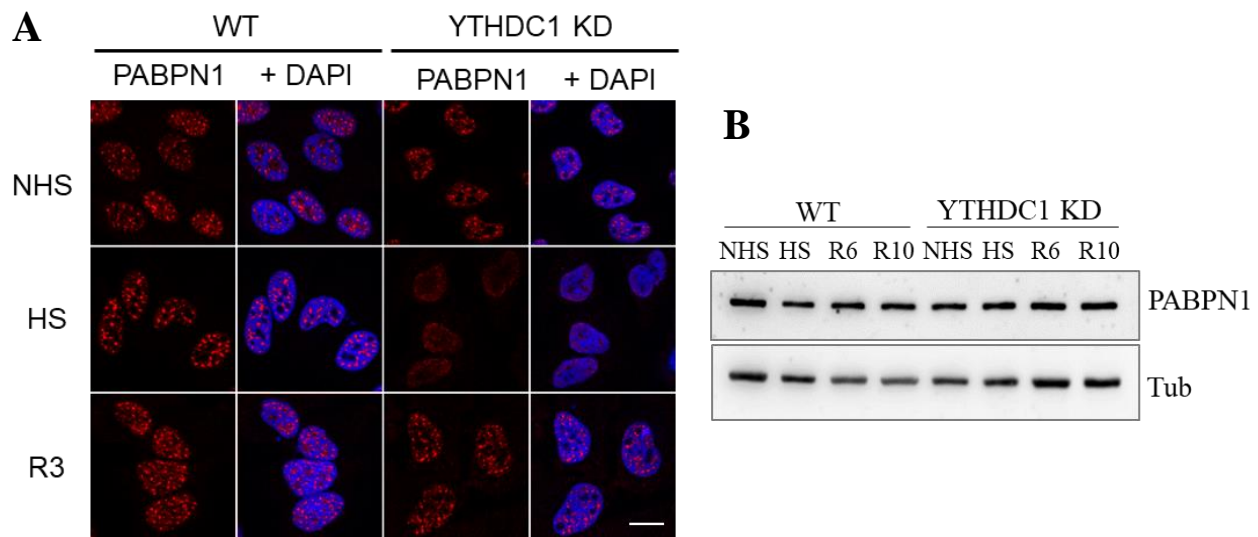 A
WT YTHDC1 KD
PABPN1 + DAPI PABPN1 + DAPI
NHS
HS
R3
B
WT YTHDC1 KD
NHS HS R6 R10 NHS HS R6 R10
PABPN1
Tub